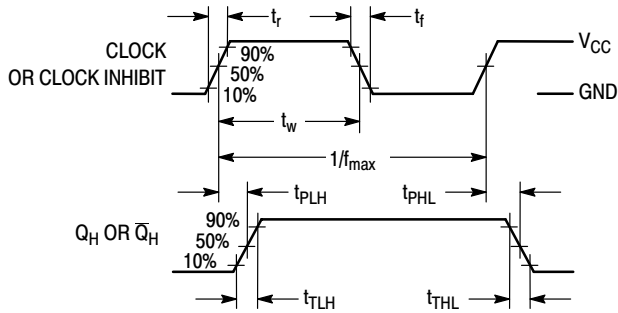 tr tf
CLOCK
OR CLOCK INHIBIT
90%
50%
10%
VCC
GND
tw
1/fmax
tPLH tPHL
QH OR Q̅H
90%
50%
10%
tTLH tTHL